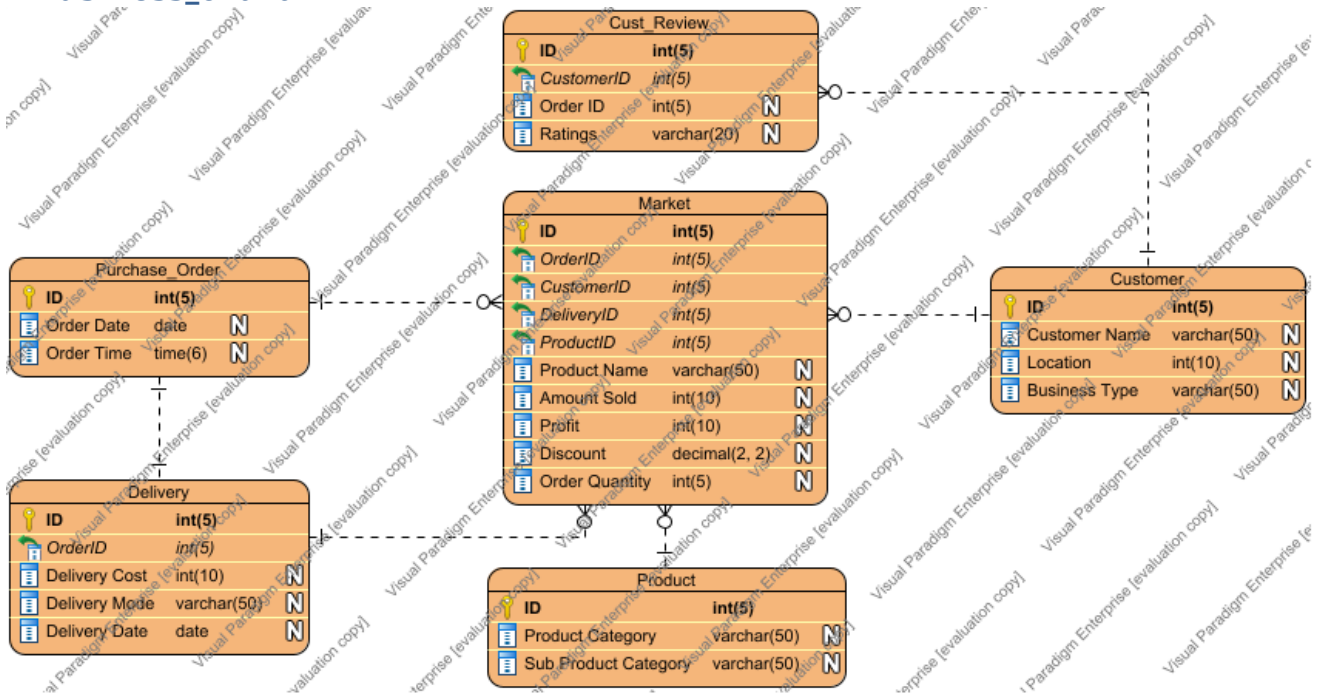 Cust_Review
ID int(5)
CustomerID int(5)
Order ID int(5) N
Ratings varchar(20) N
Market
ID int(5)
OrderID int(5)
CustomerID int(5)
DeliveryID int(5)
ProductID int(5)
Product Name varchar(50) N
Amount Sold int(10) N
Profit int(10) N
Discount decimal(2, 2) N
Order Quantity int(5) N
Purchase_Order
ID int(5)
Order Date date N
Order Time time(6) N
Customer
ID int(5)
Customer Name varchar(50) N
Location int(10) N
Business Type varchar(50) N
Delivery
ID int(5)
OrderID int(5)
Delivery Cost int(10) N
Delivery Mode varchar(50) N
Delivery Date date N
Product
ID int(5)
Product Category varchar(50) N
Sub Product Category varchar(50) N
Visual Paradigm Enterprise [evaluation copy]